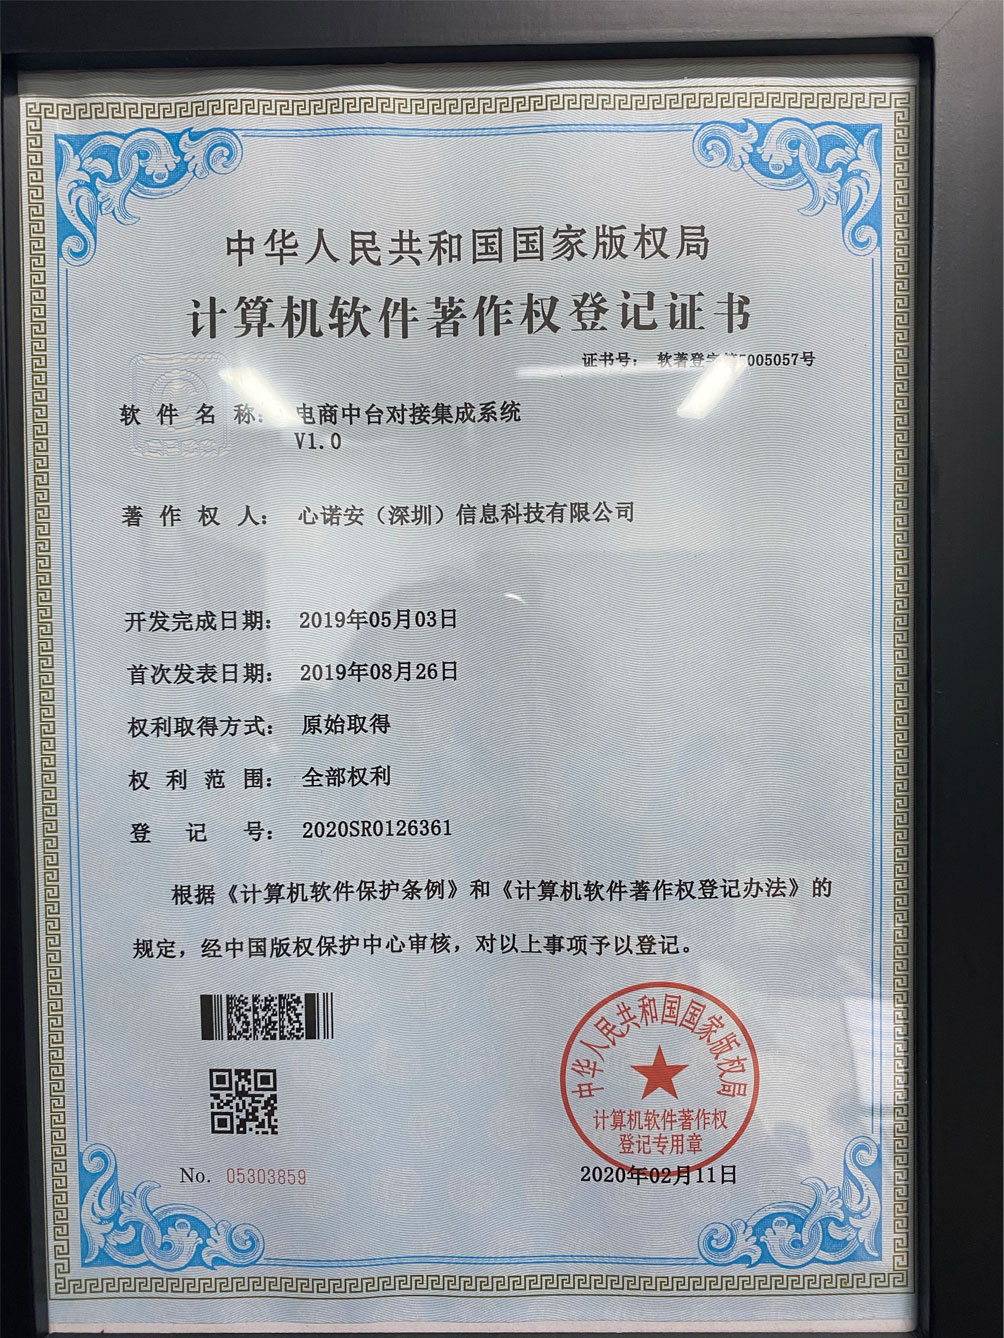 中华人民共和国国家版权局
计算机软件著作权登记证书
证书号： 软著登字第5005057号
软件名称： 电商中台对接集成系统
V1.0
著作权人： 心诺安（深圳）信息科技有限公司
开发完成日期： 2019年05月03日
首次发表日期： 2019年08月26日
权利取得方式： 原始取得
权利范围： 全部权利
登记号： 2020SR0126361
根据《计算机软件保护条例》和《计算机软件著作权登记办法》的
规定，经中国版权保护中心审核，对以上事项予以登记。
中华人民共和国国家版权局
计算机软件著作权
登记专用章
No. 05303859
2020年02月11日